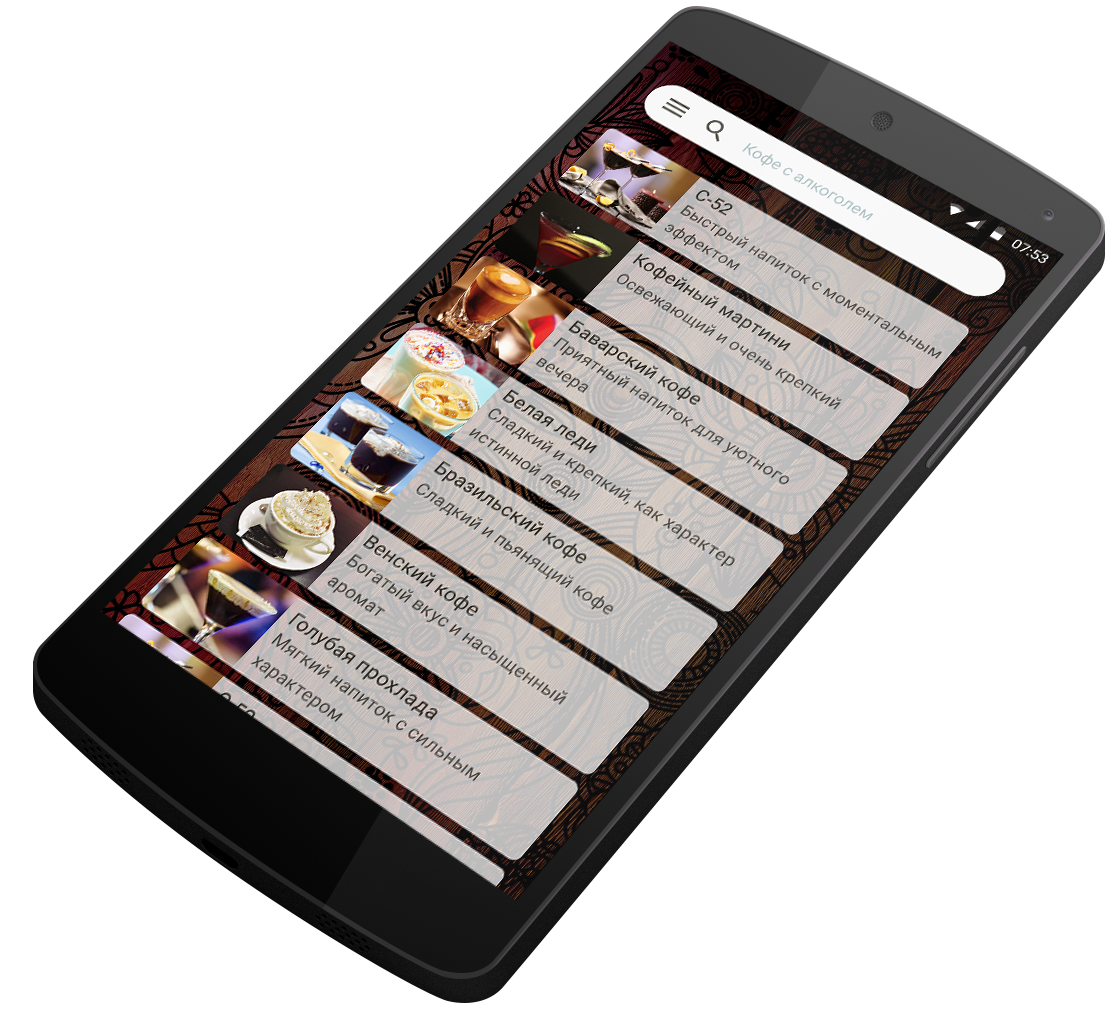 07:53
Кофе с алкоголем
С-52
Быстрый напиток с моментальным
эффектом
Кофейный мартини
Освежающий и очень крепкий
Баварский кофе
Приятный напиток для уютного
вечера
Белая леди
Сладкий и крепкий, как характер
истинной леди
Бразильский кофе
Сладкий и пьянящий кофе
Венский кофе
Богатый вкус и насыщенный
аромат
Голубая прохлада
Мягкий напиток с сильным
характером